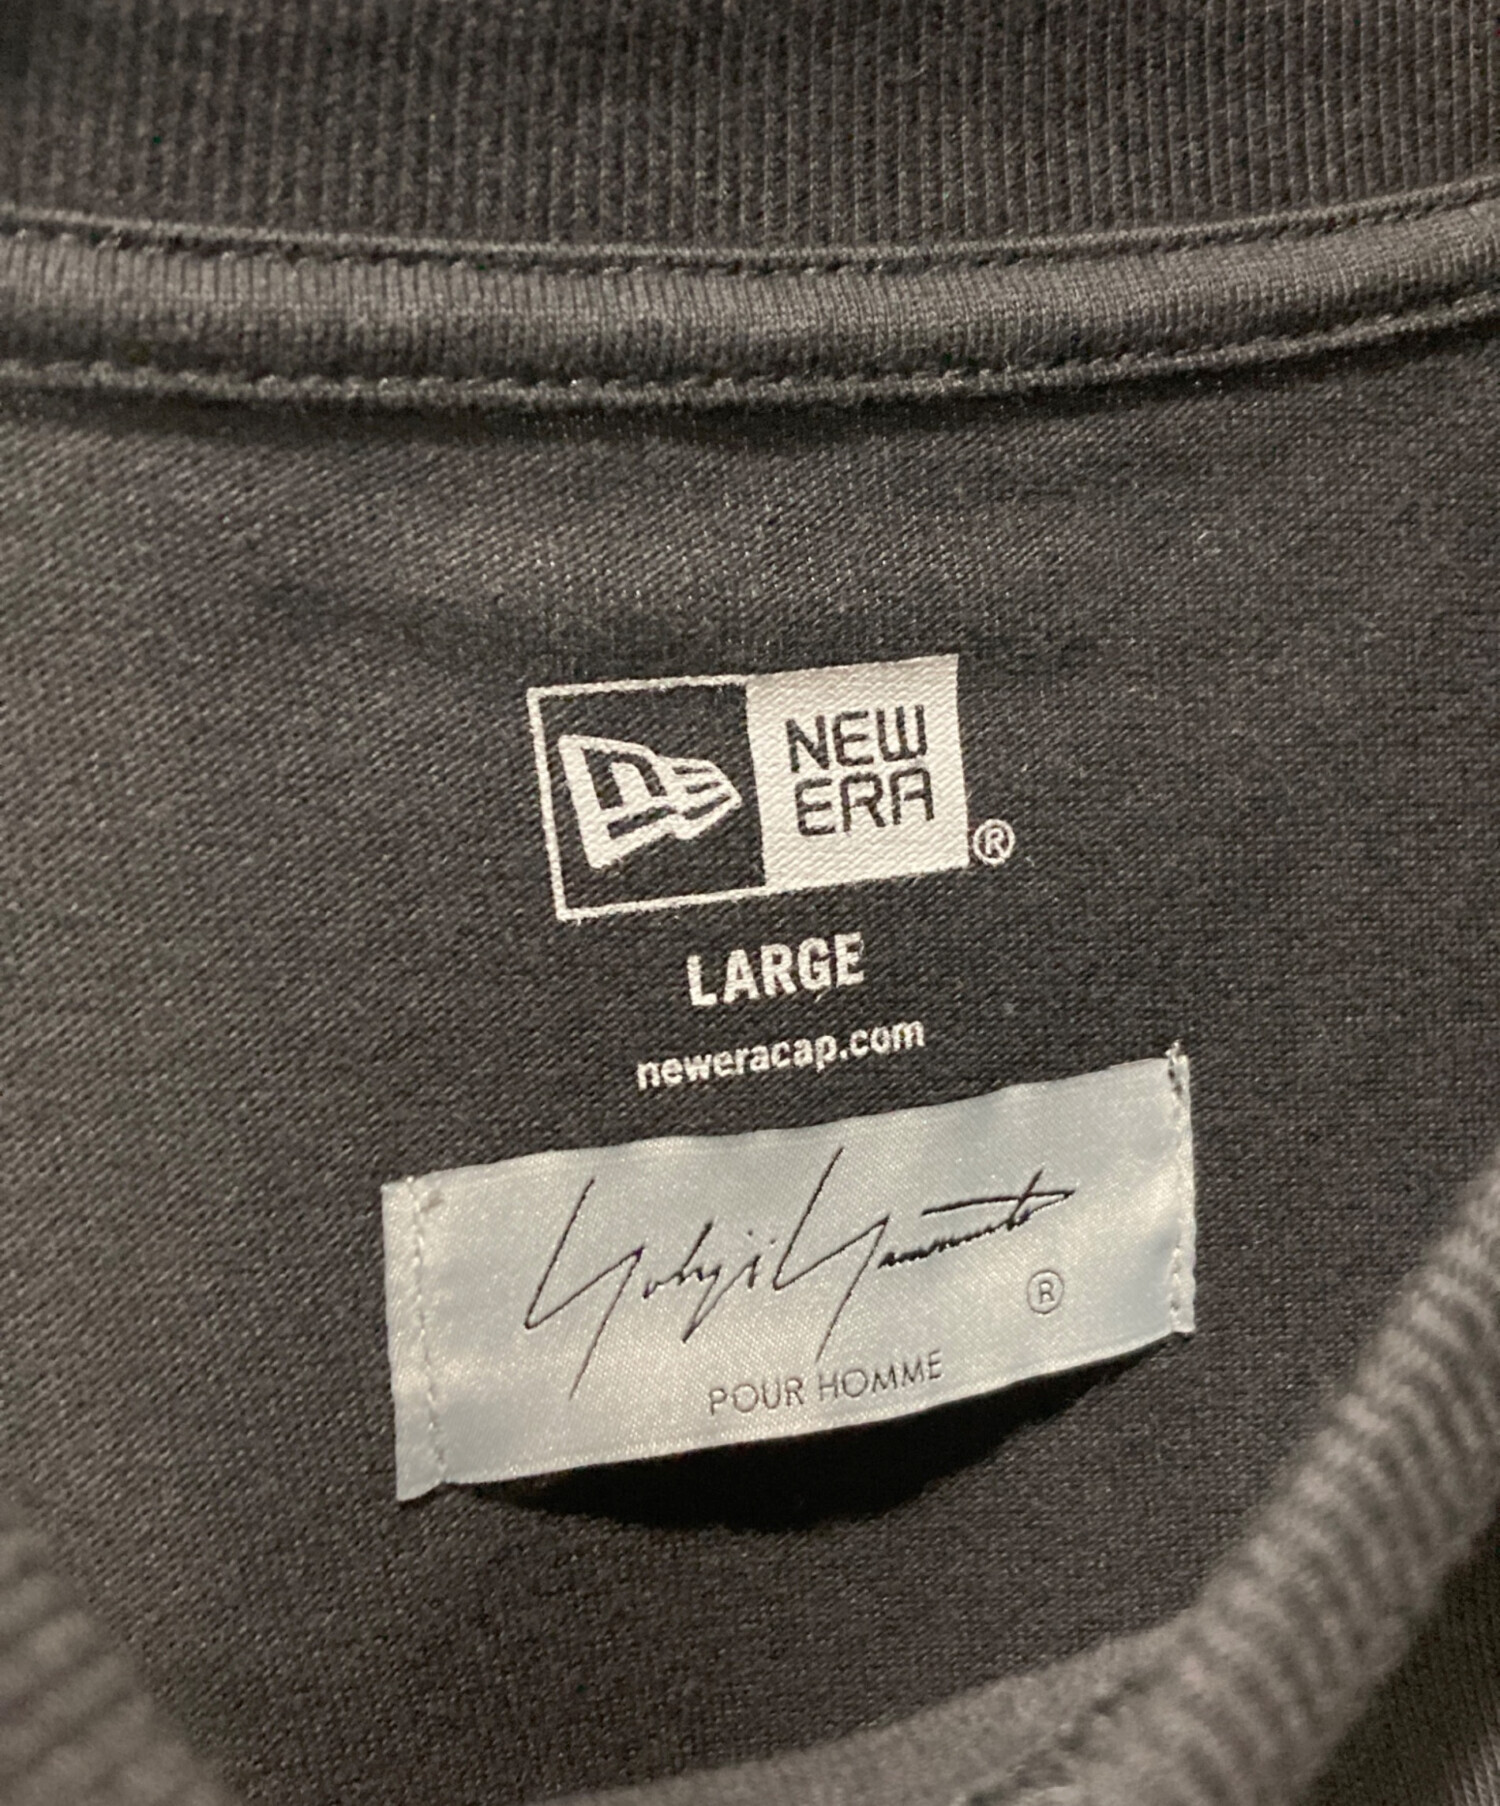 NEW
ERA
®
LARGE
neweracap.com
Yohji Yamamoto
®
POUR HOMME